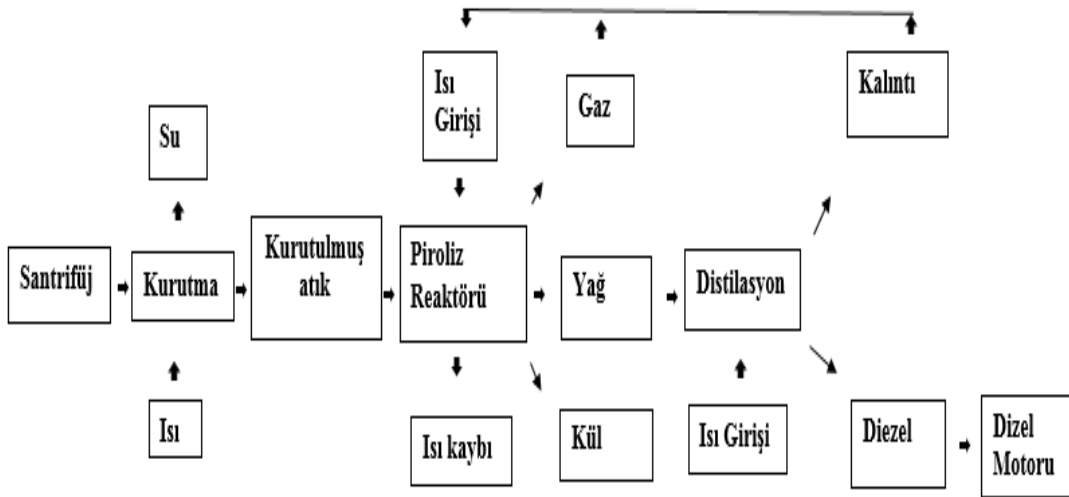 Isı
Girişi
Gaz
Kalıntı
Su
Santrifüj
Kurutma
Kurutulmuş
atık
Piroliz
Reaktörü
Yağ
Distilasyon
Isı
Isı kaybı
Kül
Isı Girişi
Diezel
Dizel
Motoru